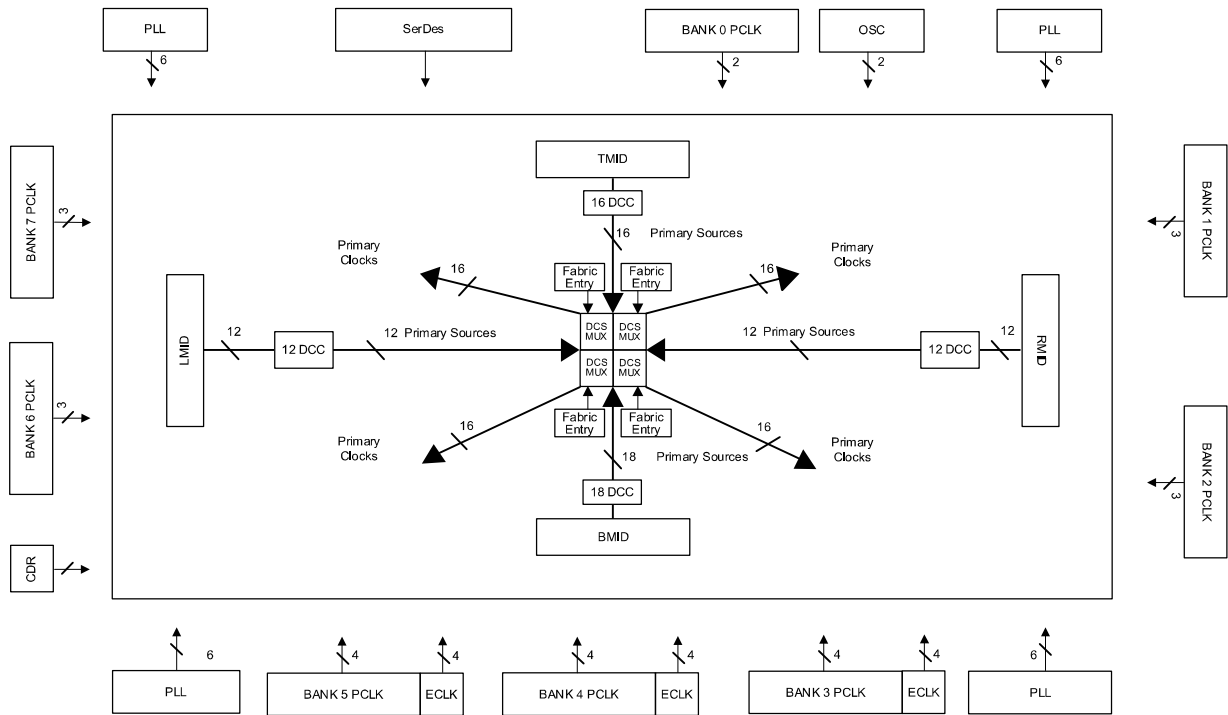 PLL
SerDes
BANK 0 PCLK
OSC
PLL
6
2
2
6
TMID
16 DCC
16
Primary Sources
BANK 7 PCLK
3
BANK 1 PCLK
3
Primary
Clocks
16
Fabric
Entry
Fabric
Entry
16
Primary
Clocks
LMID
12
12 DCC
12 Primary Sources
DCS
MUX
DCS
MUX
DCS
MUX
DCS
MUX
12 Primary Sources
12 DCC
12
RMID
BANK 6 PCLK
3
BANK 2 PCLK
3
Primary
Clocks
16
Fabric
Entry
Fabric
Entry
16
Primary
Clocks
18
Primary Sources
18 DCC
BMID
CDR
6
4
4
4
4
4
4
6
PLL
BANK 5 PCLK
ECLK
BANK 4 PCLK
ECLK
BANK 3 PCLK
ECLK
PLL